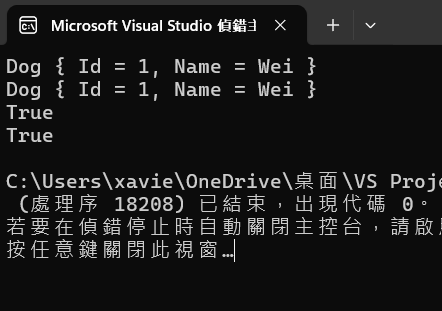 Microsoft Visual Studio 偵錯主
Dog { Id = 1, Name = Wei }
Dog { Id = 1, Name = Wei }
True
True
C:\Users\xavie\OneDrive\桌面\VS Proj
(處理序 18208) 已結束，出現代碼 0。
若要在偵錯停止時自動關閉主控台，請啟
按任意鍵關閉此視窗…